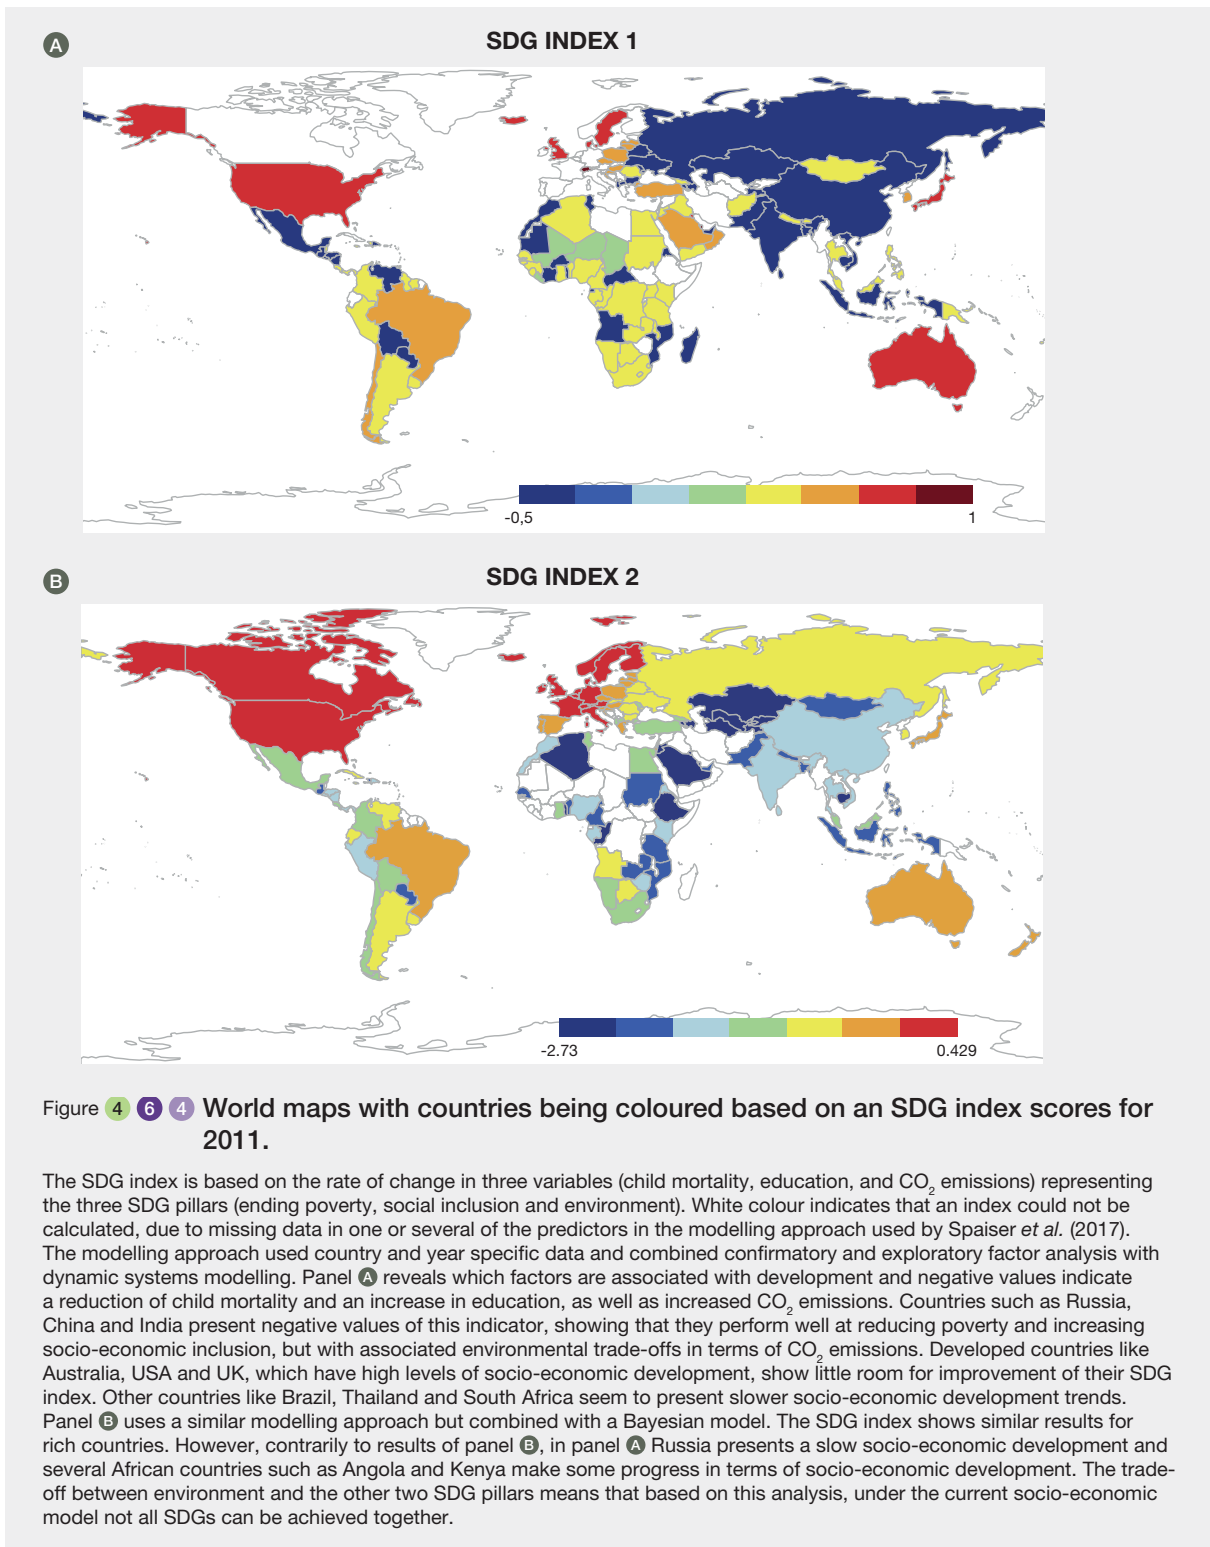 A
SDG INDEX 1
-0,5
1
B
SDG INDEX 2
-2.73
0.429
Figure 4 6 4 World maps with countries being coloured based on an SDG index scores for
2011.
The SDG index is based on the rate of change in three variables (child mortality, education, and CO2 emissions) representing
the three SDG pillars (ending poverty, social inclusion and environment). White colour indicates that an index could not be
calculated, due to missing data in one or several of the predictors in the modelling approach used by Spaiser et al. (2017).
The modelling approach used country and year specific data and combined confirmatory and exploratory factor analysis with
dynamic systems modelling. Panel A reveals which factors are associated with development and negative values indicate
a reduction of child mortality and an increase in education, as well as increased CO2 emissions. Countries such as Russia,
China and India present negative values of this indicator, showing that they perform well at reducing poverty and increasing
socio-economic inclusion, but with associated environmental trade-offs in terms of CO2 emissions. Developed countries like
Australia, USA and UK, which have high levels of socio-economic development, show little room for improvement of their SDG
index. Other countries like Brazil, Thailand and South Africa seem to present slower socio-economic development trends.
Panel B uses a similar modelling approach but combined with a Bayesian model. The SDG index shows similar results for
rich countries. However, contrarily to results of panel B, in panel A Russia presents a slow socio-economic development and
several African countries such as Angola and Kenya make some progress in terms of socio-economic development. The trade-
off between environment and the other two SDG pillars means that based on this analysis, under the current socio-economic
model not all SDGs can be achieved together.